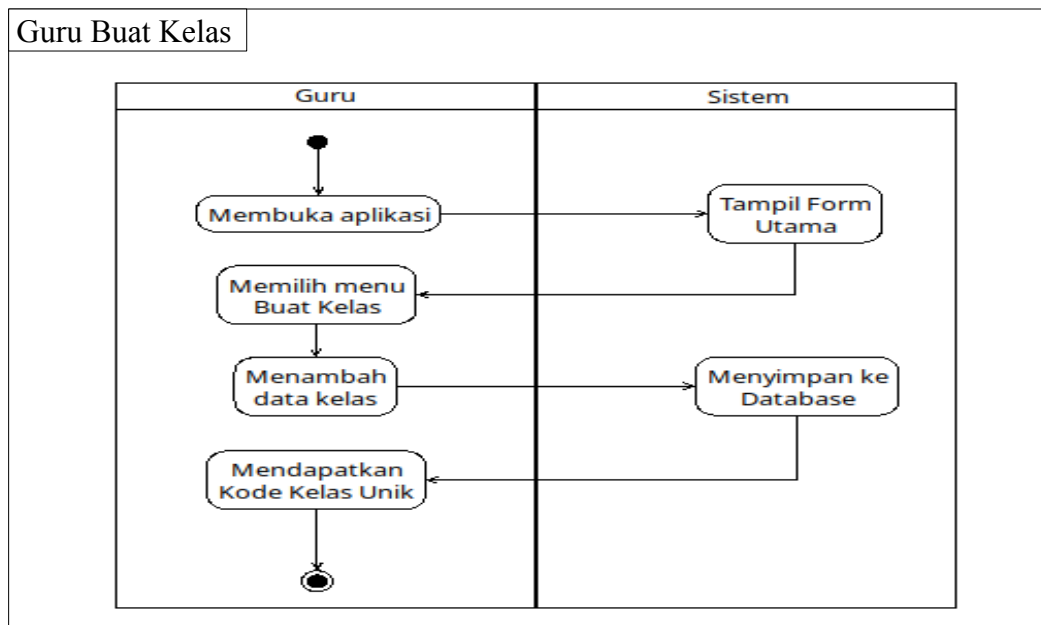 Guru Buat Kelas
Guru
Sistem
Membuka aplikasi
Tampil Form
Utama
Memilih menu
Buat Kelas
Menambah
data kelas
Menyimpan ke
Database
Mendapatkan
Kode Kelas Unik